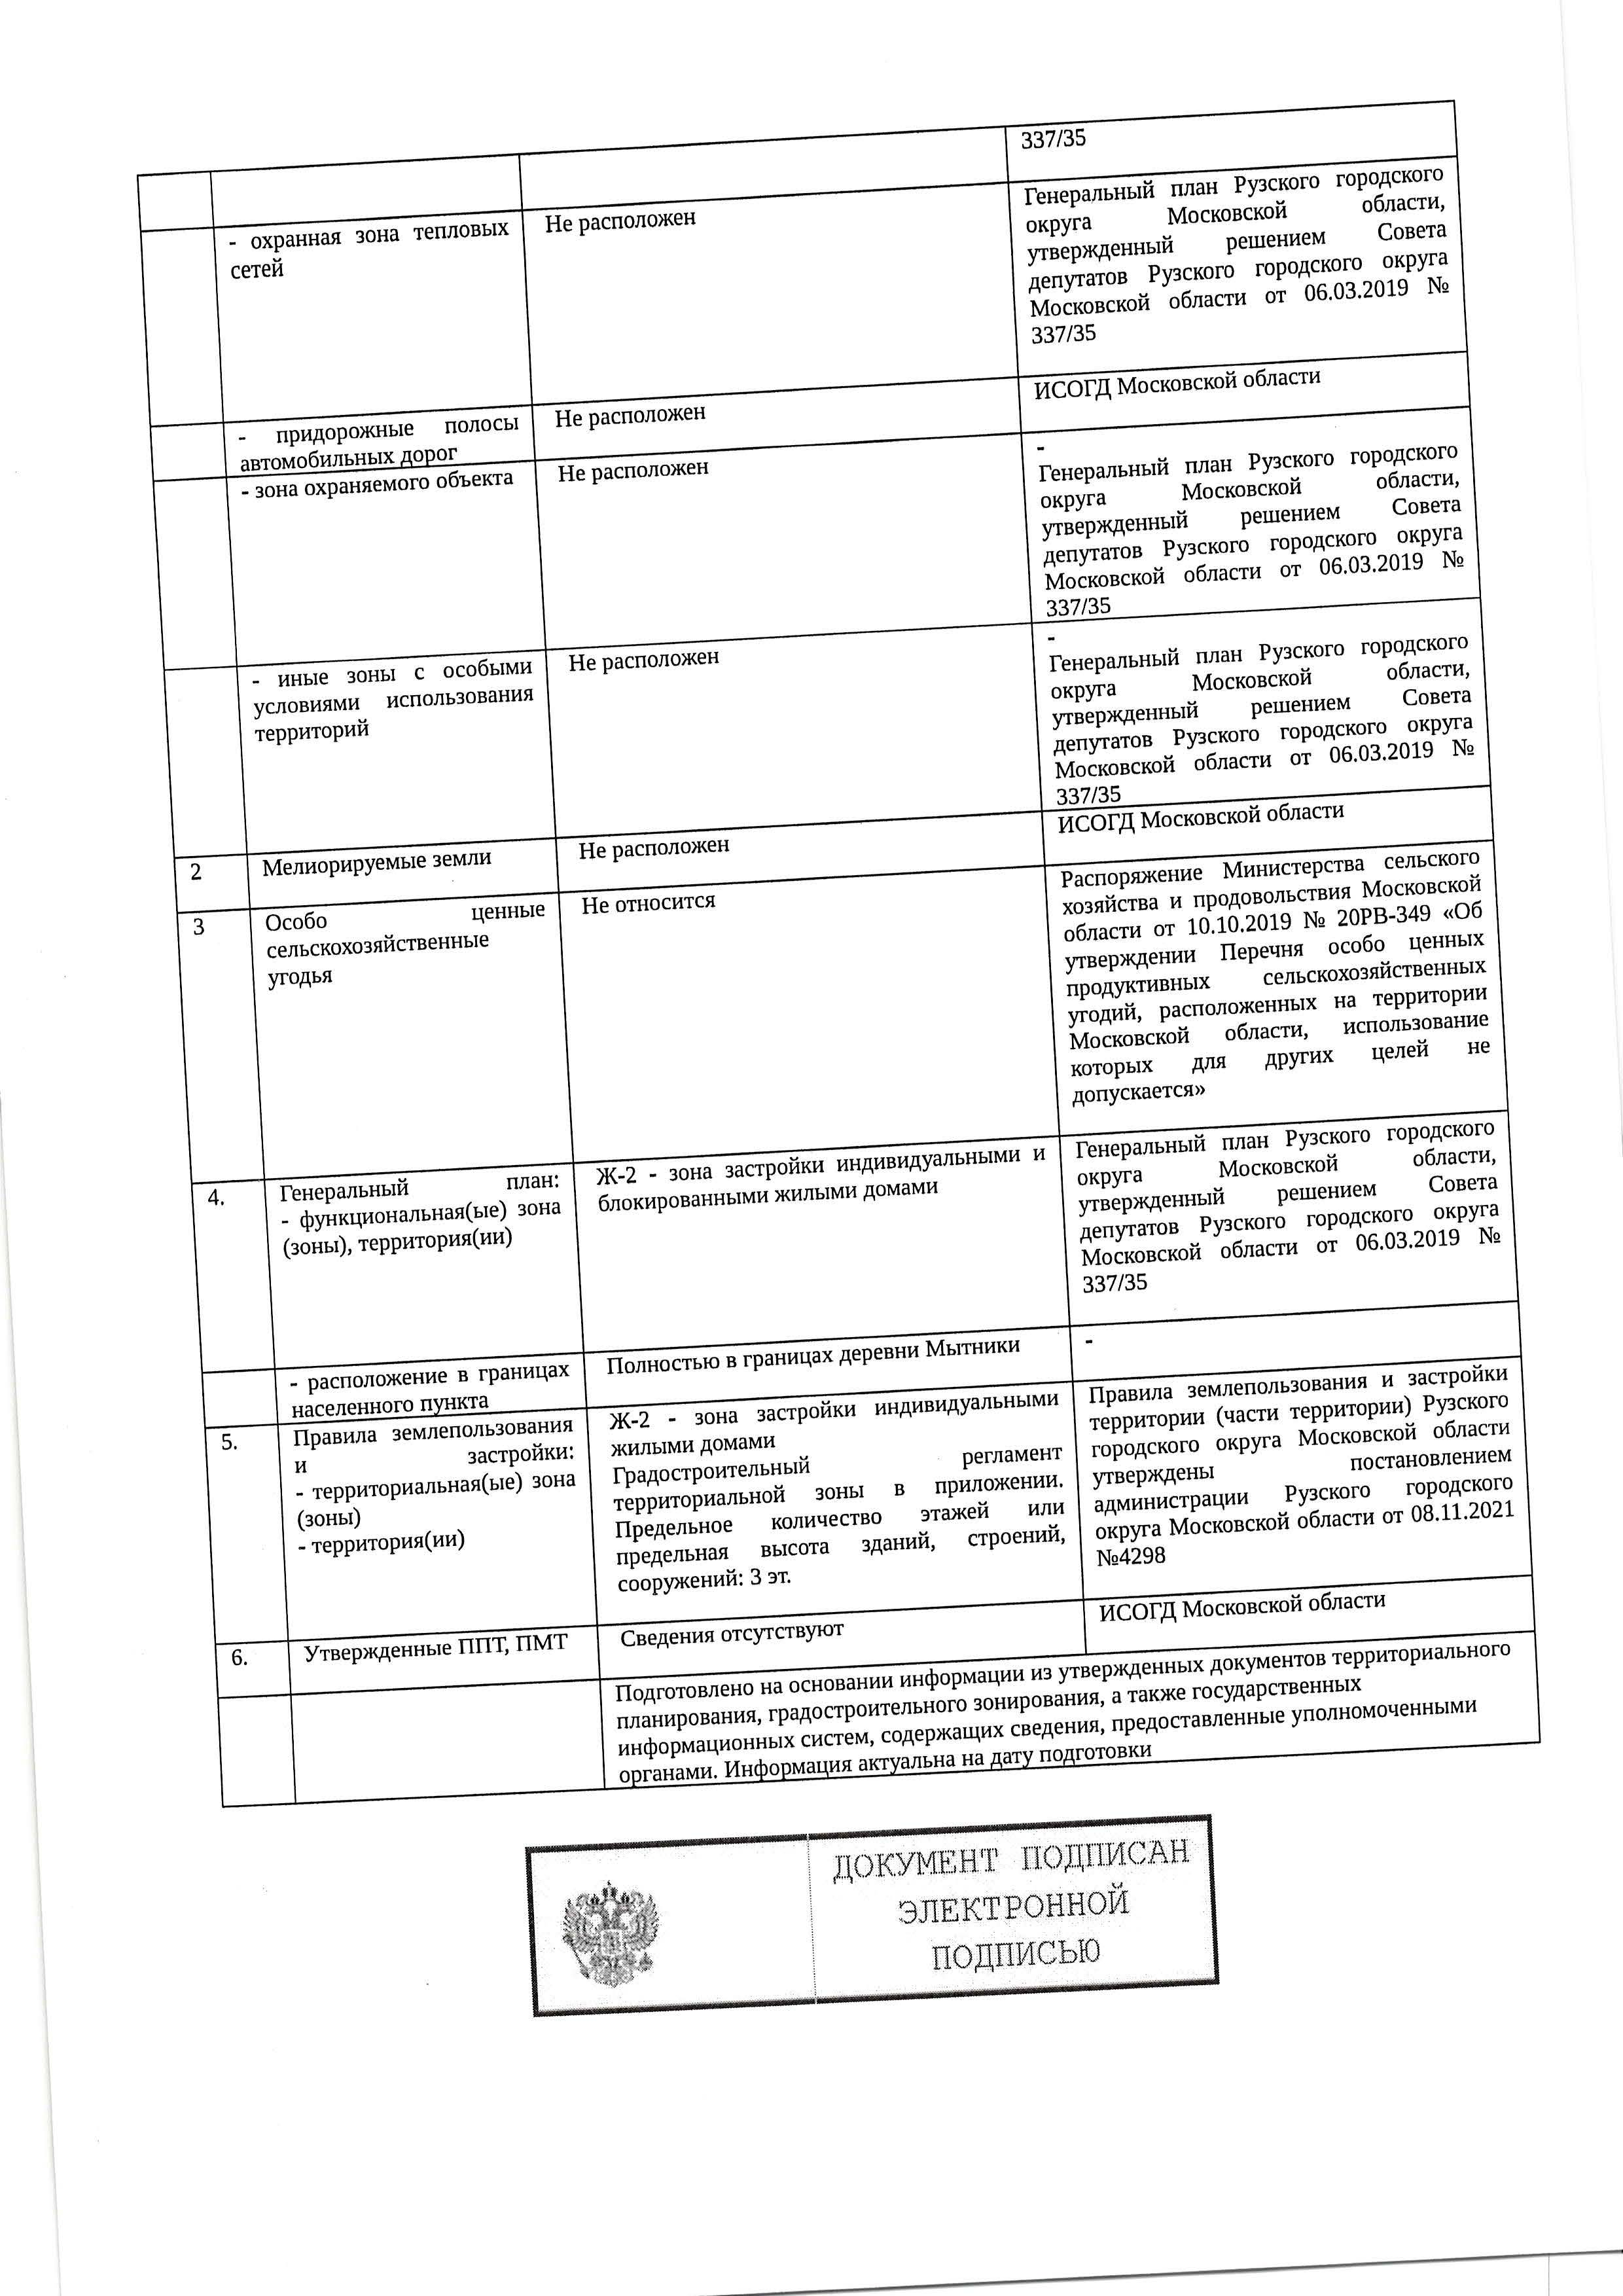 337/35
- охранная зона тепловых
сетей
Не расположен
Генеральный план Рузского городского
округа Московской области,
утвержденный решением Совета
депутатов Рузского городского округа
Московской области от 06.03.2019 №
337/35
- придорожные полосы
автомобильных дорог
Не расположен
ИСОГД Московской области
- зона охраняемого объекта
Не расположен
-
Генеральный план Рузского городского
округа Московской области,
утвержденный решением Совета
депутатов Рузского городского округа
Московской области от 06.03.2019 №
337/35
- иные зоны с особыми
условиями использования
территорий
Не расположен
-
Генеральный план Рузского городского
округа Московской области,
утвержденный решением Совета
депутатов Рузского городского округа
Московской области от 06.03.2019 №
337/35
2
Мелиорируемые земли
Не расположен
ИСОГД Московской области
3
Особо ценные
сельскохозяйственные
угодья
Не относится
Распоряжение Министерства сельского
хозяйства и продовольствия Московской
области от 10.10.2019 № 20РВ-349 «Об
утверждении Перечня особо ценных
продуктивных сельскохозяйственных
угодий, расположенных на территории
Московской области, использование
которых для других целей не
допускается»
4.
Генеральный план:
- функциональная(ые) зона
(зоны), территория(ии)
Ж-2 - зона застройки индивидуальными и
блокированными жилыми домами
Генеральный план Рузского городского
округа Московской области,
утвержденный решением Совета
депутатов Рузского городского округа
Московской области от 06.03.2019 №
337/35
- расположение в границах
населенного пункта
Полностью в границах деревни Мытники
-
5.
Правила землепользования
и застройки:
- территориальная(ые) зона
(зоны)
- территория(ии)
Ж-2 - зона застройки индивидуальными
жилыми домами
Градостроительный регламент
территориальной зоны в приложении.
Предельное количество этажей или
предельная высота зданий, строений,
сооружений: 3 эт.
Правила землепользования и застройки
территории (части территории) Рузского
городского округа Московской области
утверждены постановлением
администрации Рузского городского
округа Московской области от 08.11.2021
№4298
6.
Утвержденные ППТ, ПМТ
Сведения отсутствуют
ИСОГД Московской области
Подготовлено на основании информации из утвержденных документов территориального
планирования, градостроительного зонирования, а также государственных
информационных систем, содержащих сведения, предоставленные уполномоченными
органами. Информация актуальна на дату подготовки
ДОКУМЕНТ ПОДПИСАН
ЭЛЕКТРОННОЙ
ПОДПИСЬЮ